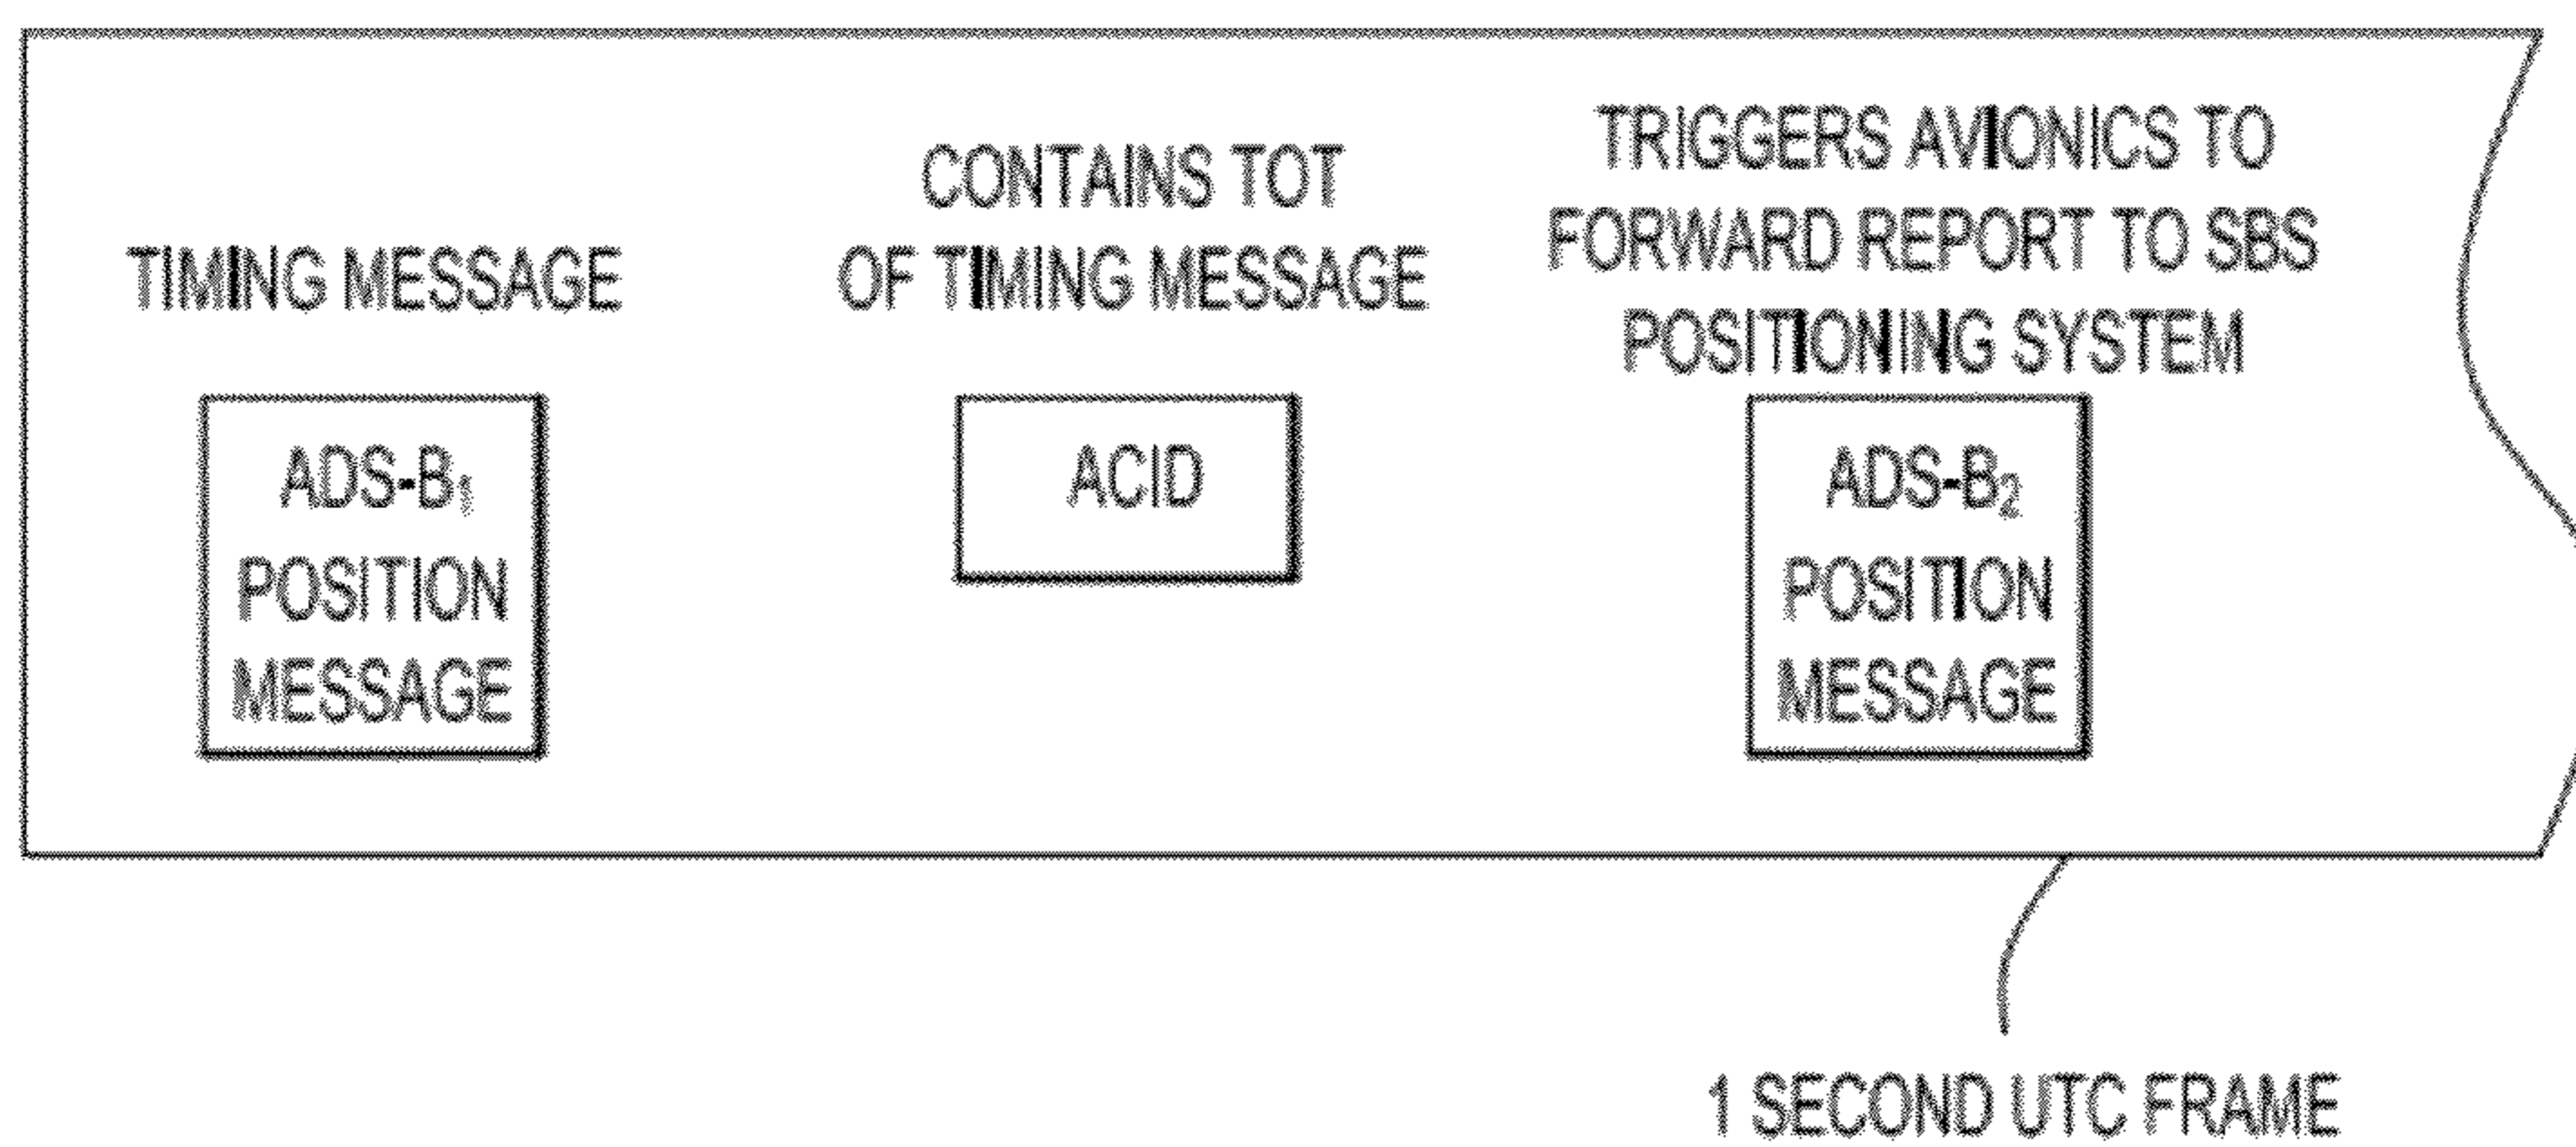 TIMING MESSAGE
CONTAINS TOT
OF TIMING MESSAGE
TRIGGERS AVIONICS TO
FORWARD REPORT TO SBS
POSITIONING SYSTEM
ADS-B₁
POSITION
MESSAGE
ACID
ADS-B₂
POSITION
MESSAGE
1 SECOND UTC FRAME